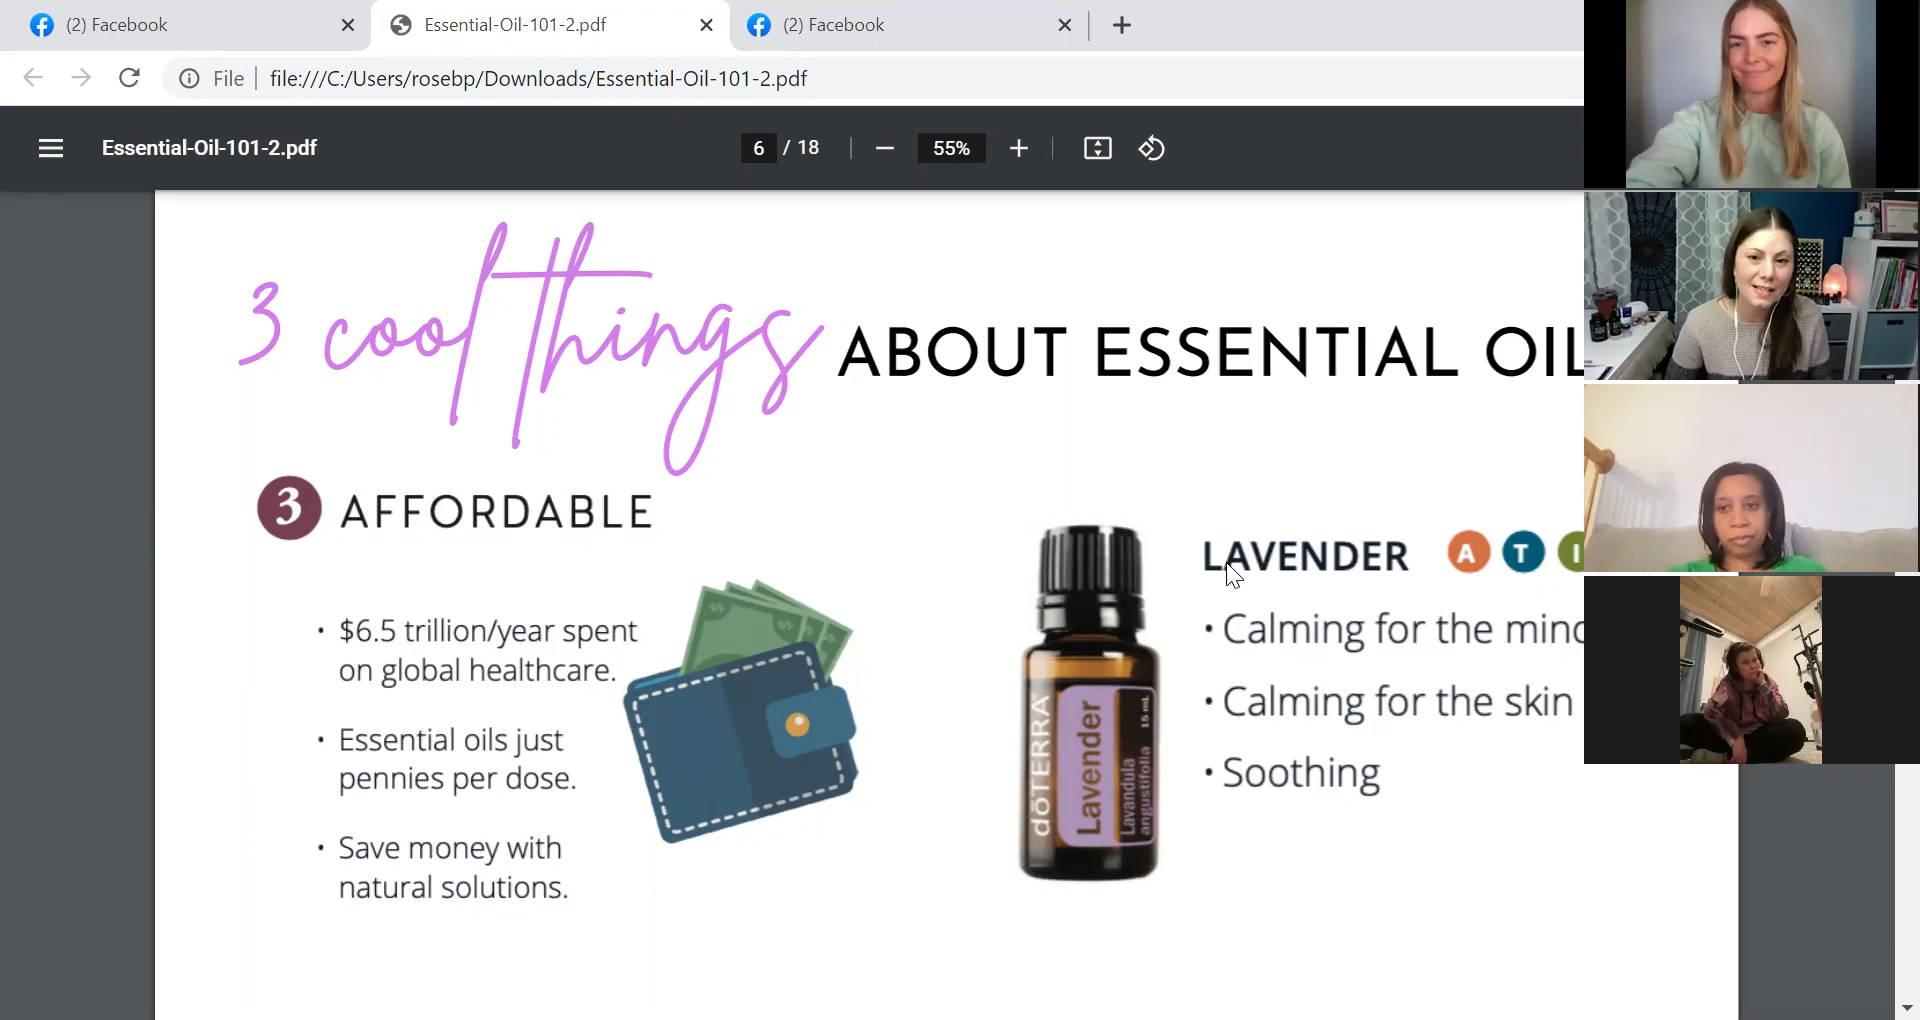 (2) Facebook
Essential-Oil-101-2.pdf
(2) Facebook
File
file:///C:/Users/rosebp/Downloads/Essential-Oil-101-2.pdf
Essential-Oil-101-2.pdf
6 / 18
55%
3 cool things ABOUT ESSENTIAL OIL
3 AFFORDABLE
• $6.5 trillion/year spent
on global healthcare.
• Essential oils just
pennies per dose.
• Save money with
natural solutions.
dōTERRA
Lavender
Lavandula
angustifolia
15 mL
LAVENDER A T I
• Calming for the mind
• Calming for the skin
• Soothing